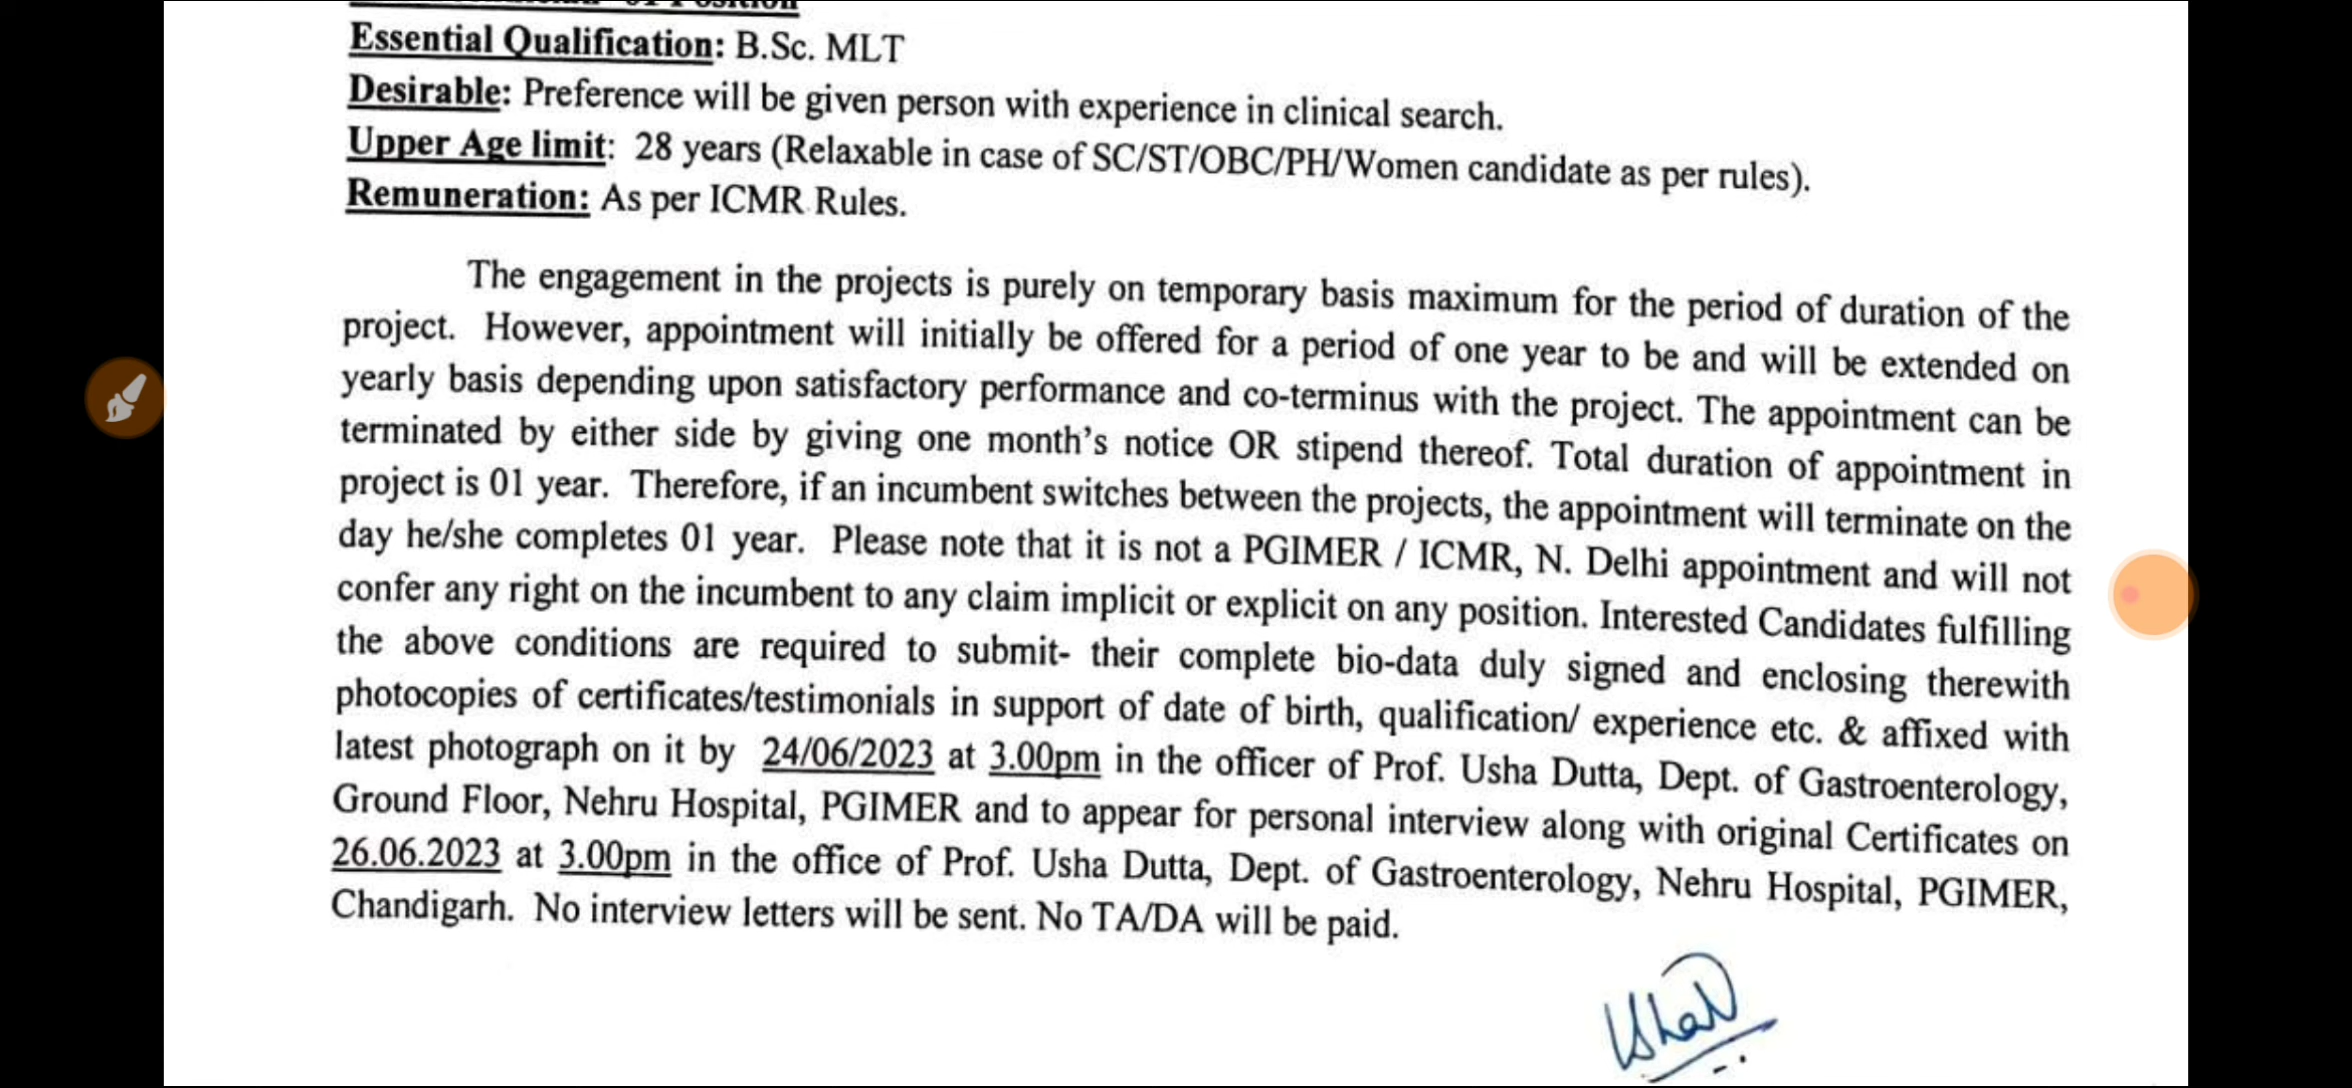 01 Position
Essential Qualification: B.Sc. MLT
Desirable: Preference will be given person with experience in clinical search.
Upper Age limit: 28 years (Relaxable in case of SC/ST/OBC/PH/Women candidate as per rules).
Remuneration: As per ICMR Rules.
The engagement in the projects is purely on temporary basis maximum for the period of duration of the
project. However, appointment will initially be offered for a period of one year to be and will be extended on
yearly basis depending upon satisfactory performance and co-terminus with the project. The appointment can be
terminated by either side by giving one month’s notice OR stipend thereof. Total duration of appointment in
project is 01 year. Therefore, if an incumbent switches between the projects, the appointment will terminate on the
day he/she completes 01 year. Please note that it is not a PGIMER / ICMR, N. Delhi appointment and will not
confer any right on the incumbent to any claim implicit or explicit on any position. Interested Candidates fulfilling
the above conditions are required to submit- their complete bio-data duly signed and enclosing therewith
photocopies of certificates/testimonials in support of date of birth, qualification/ experience etc. & affixed with
latest photograph on it by 24/06/2023 at 3.00pm in the officer of Prof. Usha Dutta, Dept. of Gastroenterology,
Ground Floor, Nehru Hospital, PGIMER and to appear for personal interview along with original Certificates on
26.06.2023 at 3.00pm in the office of Prof. Usha Dutta, Dept. of Gastroenterology, Nehru Hospital, PGIMER,
Chandigarh. No interview letters will be sent. No TA/DA will be paid.